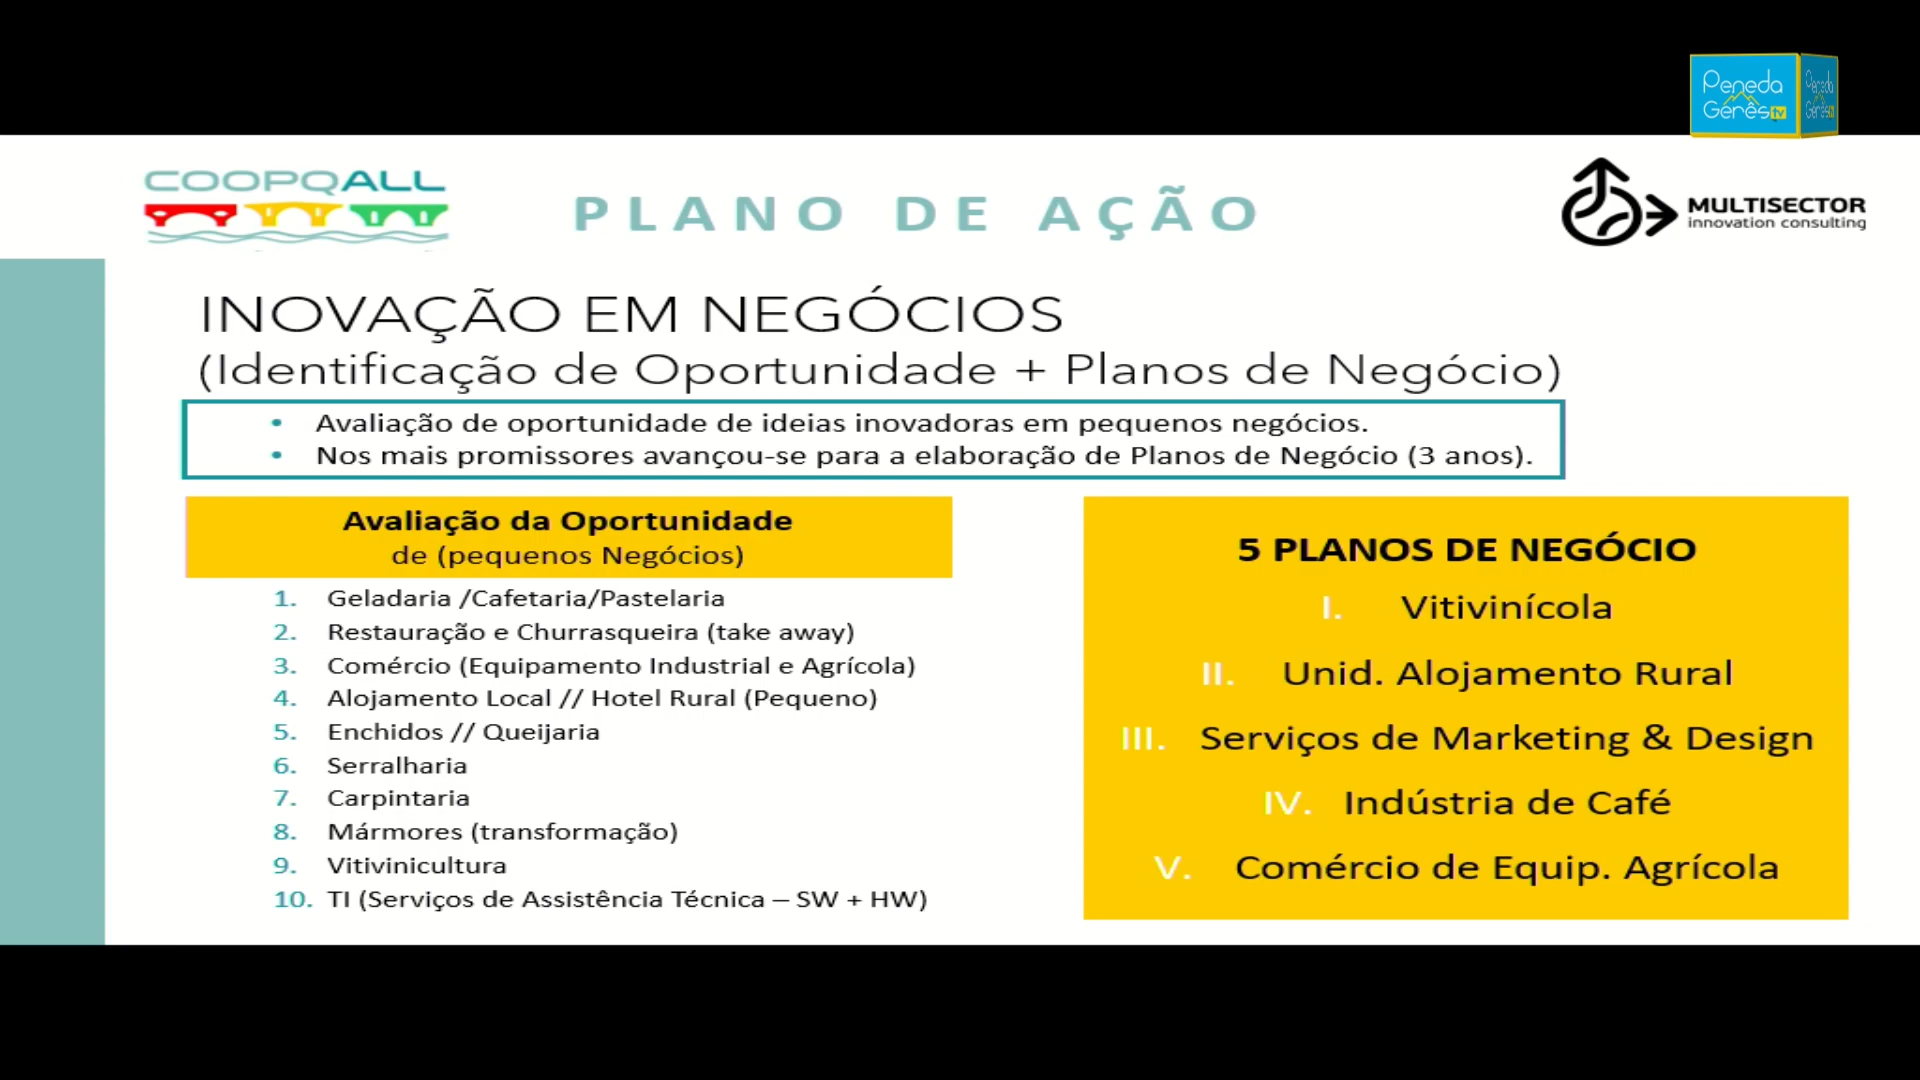 Peneda
Gerês tv
COOPQALL
PLANO DE AÇÃO
MULTISECTOR
innovation consulting
INOVAÇÃO EM NEGÓCIOS
(Identificação de Oportunidade + Planos de Negócio)
• Avaliação de oportunidade de ideias inovadoras em pequenos negócios.
• Nos mais promissores avançou-se para a elaboração de Planos de Negócio (3 anos).
Avaliação da Oportunidade
de (pequenos Negócios)
1. Geladaria /Cafetaria/Pastelaria
2. Restauração e Churrasqueira (take away)
3. Comércio (Equipamento Industrial e Agrícola)
4. Alojamento Local // Hotel Rural (Pequeno)
5. Enchidos // Queijaria
6. Serralharia
7. Carpintaria
8. Mármores (transformação)
9. Vitivinicultura
10. TI (Serviços de Assistência Técnica – SW + HW)
5 PLANOS DE NEGÓCIO
I. Vitivinícola
II. Unid. Alojamento Rural
III. Serviços de Marketing & Design
IV. Indústria de Café
V. Comércio de Equip. Agrícola